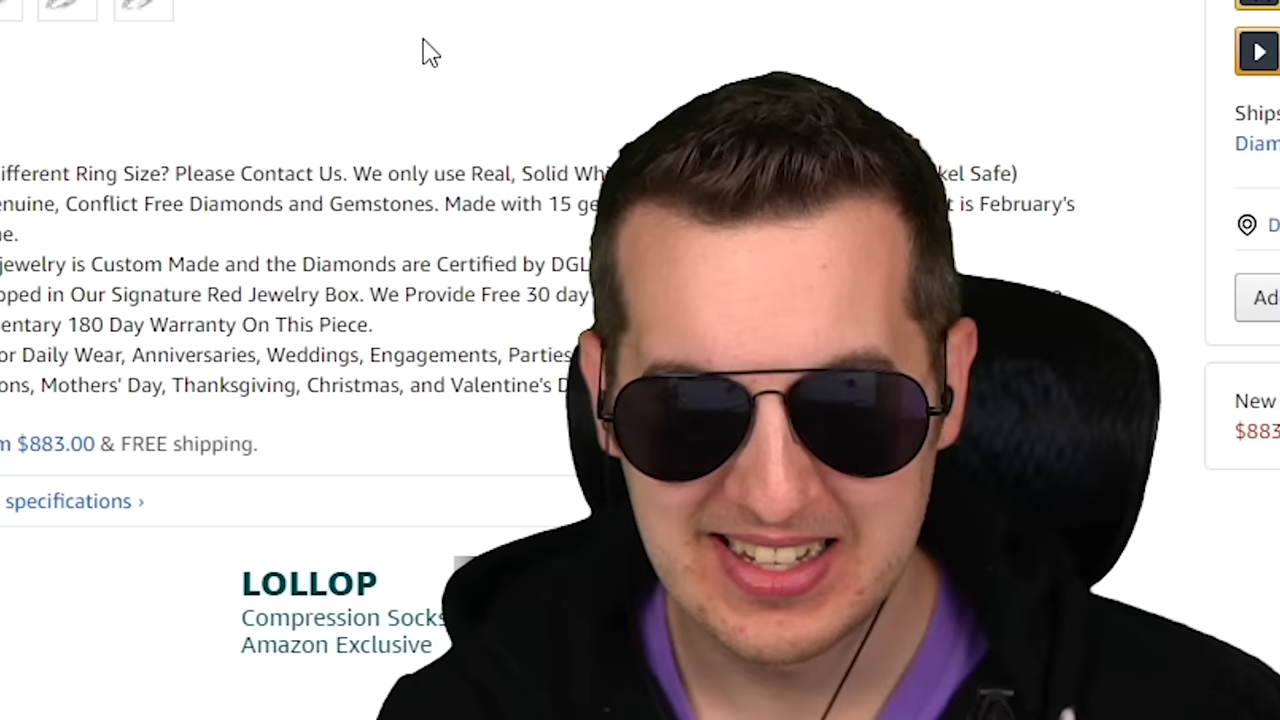 ifferent Ring Size? Please Contact Us. We only use Real, Solid Whi kel Safe)
enuine, Conflict Free Diamonds and Gemstones. Made with 15 ge t is February's
e.
jewelry is Custom Made and the Diamonds are Certified by DGL
pped in Our Signature Red Jewelry Box. We Provide Free 30 day
entary 180 Day Warranty On This Piece.
or Daily Wear, Anniversaries, Weddings, Engagements, Parties
ons, Mothers' Day, Thanksgiving, Christmas, and Valentine's D
m $883.00 & FREE shipping.
specifications ›
LOLLOP
Compression Socks
Amazon Exclusive
Ships
Diam
D
Ad
New
$883